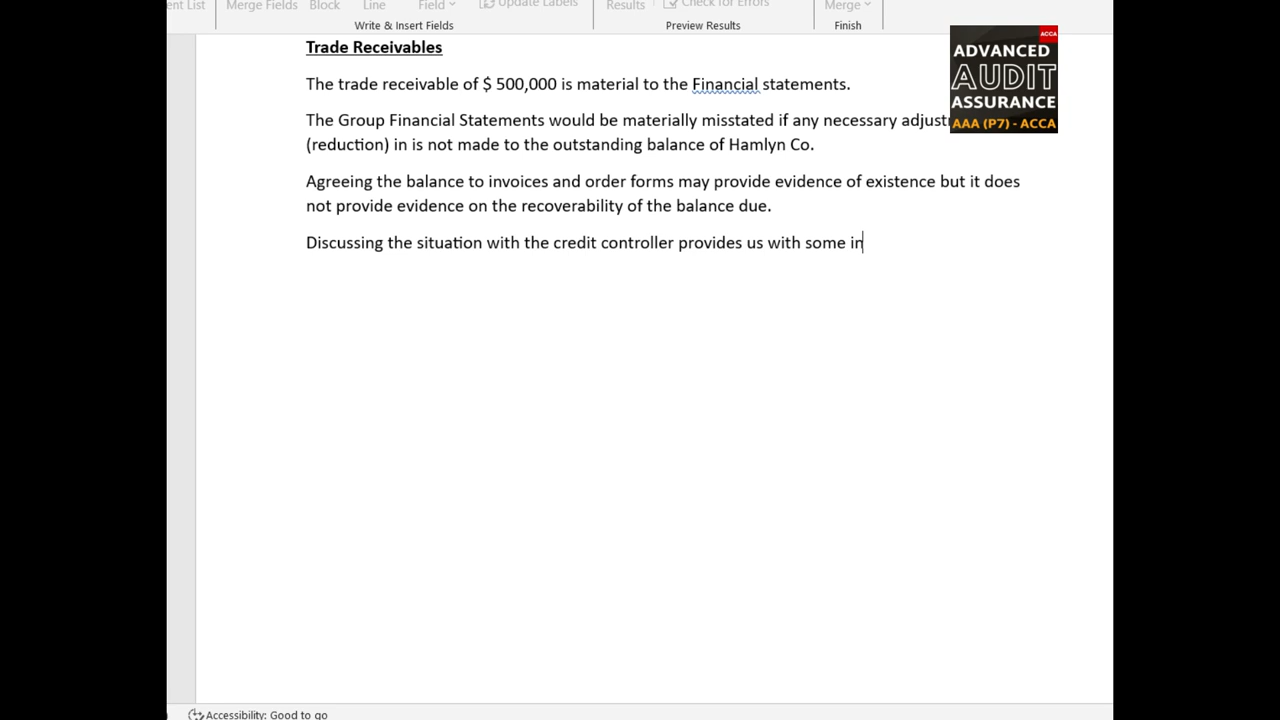 ent List
Merge Fields Block Line Field Update Labels Results Check for Errors Merge
Write & Insert Fields Preview Results Finish
Trade Receivables
The trade receivable of $ 500,000 is material to the Financial statements.
The Group Financial Statements would be materially misstated if any necessary adjustr
(reduction) in is not made to the outstanding balance of Hamlyn Co.
Agreeing the balance to invoices and order forms may provide evidence of existence but it does
not provide evidence on the recoverability of the balance due.
Discussing the situation with the credit controller provides us with some in
ACCA
ADVANCED
AUDIT
ASSURANCE
AAA (P7) - ACCA
Accessibility: Good to go